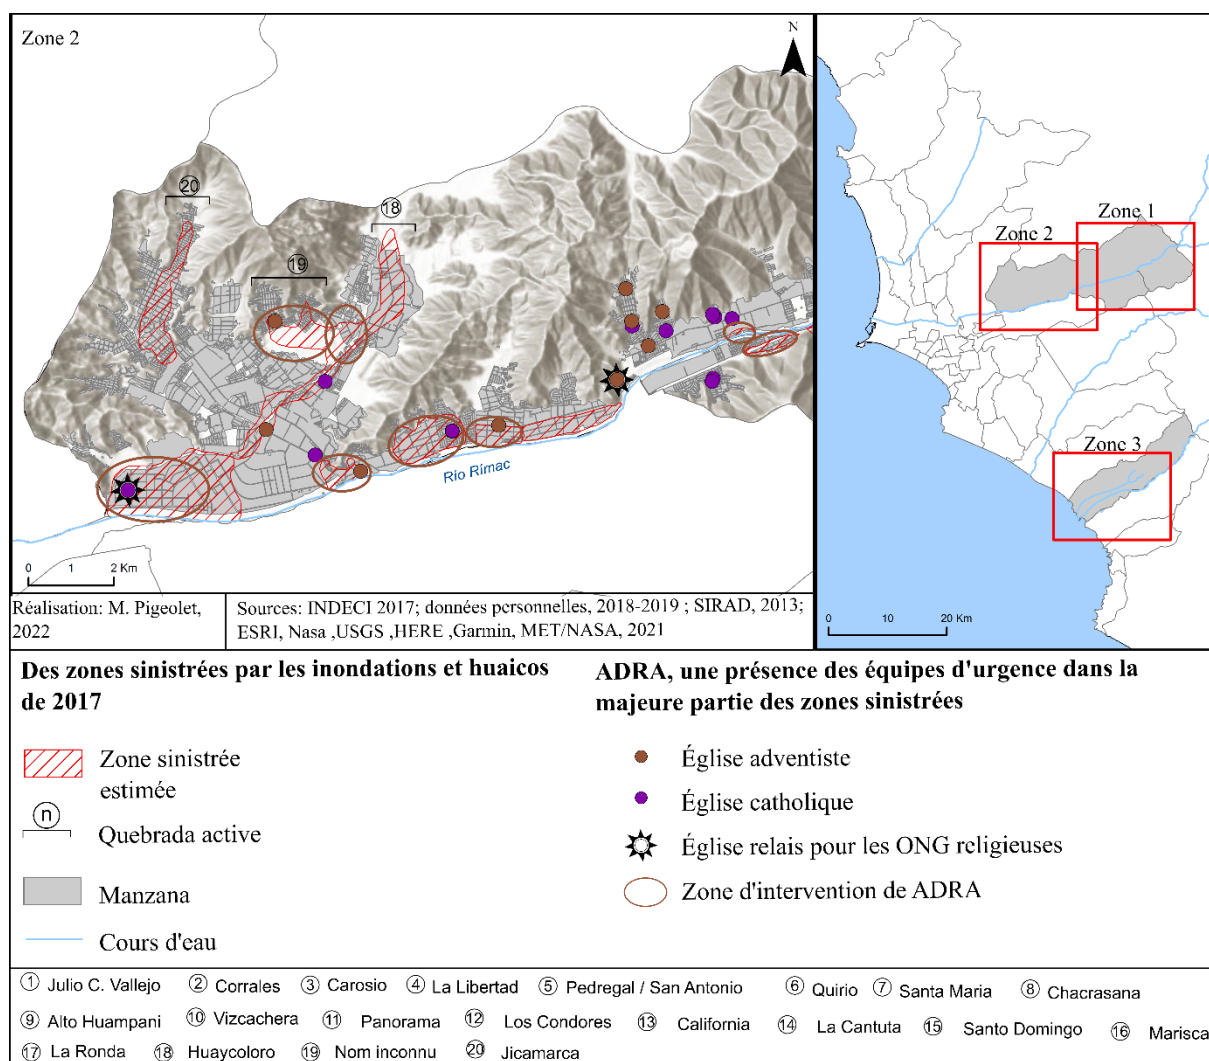 Zone 2
N
20
18
19
Río Rímac
0 1 2 Km
Zone 1
Zone 2
Zone 3
0 10 20 Km
Réalisation: M. Pigeolet,
2022
Sources: INDECI 2017; données personnelles, 2018-2019 ; SIRAD, 2013;
ESRI, Nasa ,USGS ,HERE ,Garmin, MET/NASA, 2021
Des zones sinistrées par les inondations et huaicos
de 2017
Zone sinistrée
estimée
n
Quebrada active
Manzana
Cours d'eau
ADRA, une présence des équipes d'urgence dans la
majeure partie des zones sinistrées
Église adventiste
Église catholique
Église relais pour les ONG religieuses
Zone d'intervention de ADRA
1 Julio C. Vallejo 2 Corrales 3 Carosio 4 La Libertad 5 Pedregal / San Antonio 6 Quirio 7 Santa Maria 8 Chacrasana
9 Alto Huampani 10 Vizcachera 11 Panorama 12 Los Condores 13 California 14 La Cantuta 15 Santo Domingo 16 Marisca
17 La Ronda 18 Huaycoloro 19 Nom inconnu 20 Jicamarca